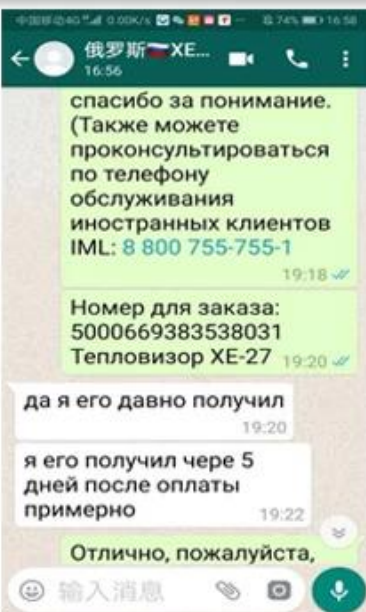 中国移动4G 0.00K/s 74% 16:58
俄罗斯🇷🇺XE...
16:56
спасибо за понимание.
(Также можете
проконсультироваться
по телефону
обслуживания
иностранных клиентов
IML: 8 800 755-755-1
19:18
Номер для заказа:
5000669383538031
Тепловизор XE-27 19:20
да я его давно получил
19:20
я его получил чере 5
дней после оплаты
примерно 19:22
Отлично, пожалуйста,
输入消息